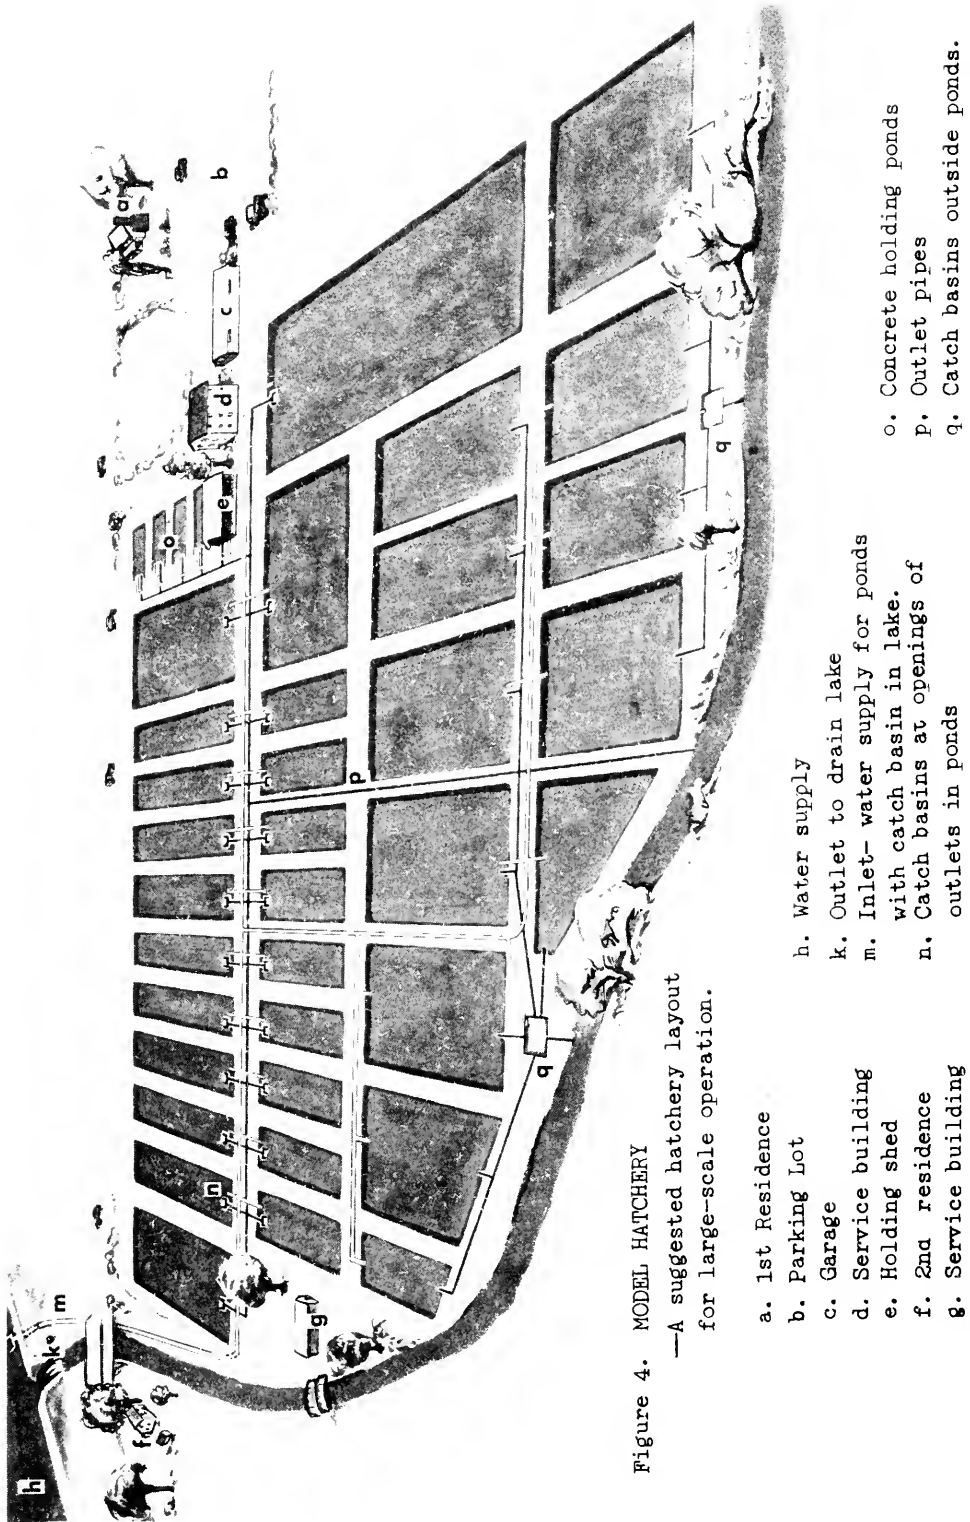 h
k
m
f
g
n
o
e
d
c
a
b
p
q
q
Figure 4. MODEL HATCHERY
—A suggested hatchery layout
for large-scale operation.
a. 1st Residence
b. Parking Lot
c. Garage
d. Service building
e. Holding shed
f. 2nd residence
g. Service building
h. Water supply
k. Outlet to drain lake
m. Inlet- water supply for ponds
with catch basin in lake.
n. Catch basins at openings of
outlets in ponds
o. Concrete holding ponds
p. Outlet pipes
q. Catch basins outside ponds.